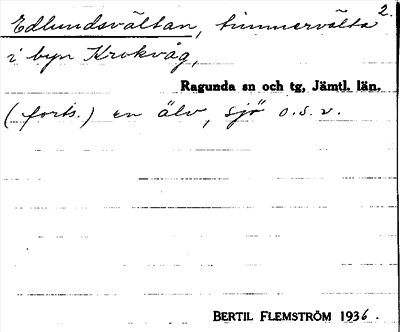 2.
Edlundsvältan, timmervälta
i byn Krokvåg,
Ragunda sn och tg, Jämtl. län.
(forts.) en älv, sjö o.s.v.
BERTIL FLEMSTRÖM 1936.